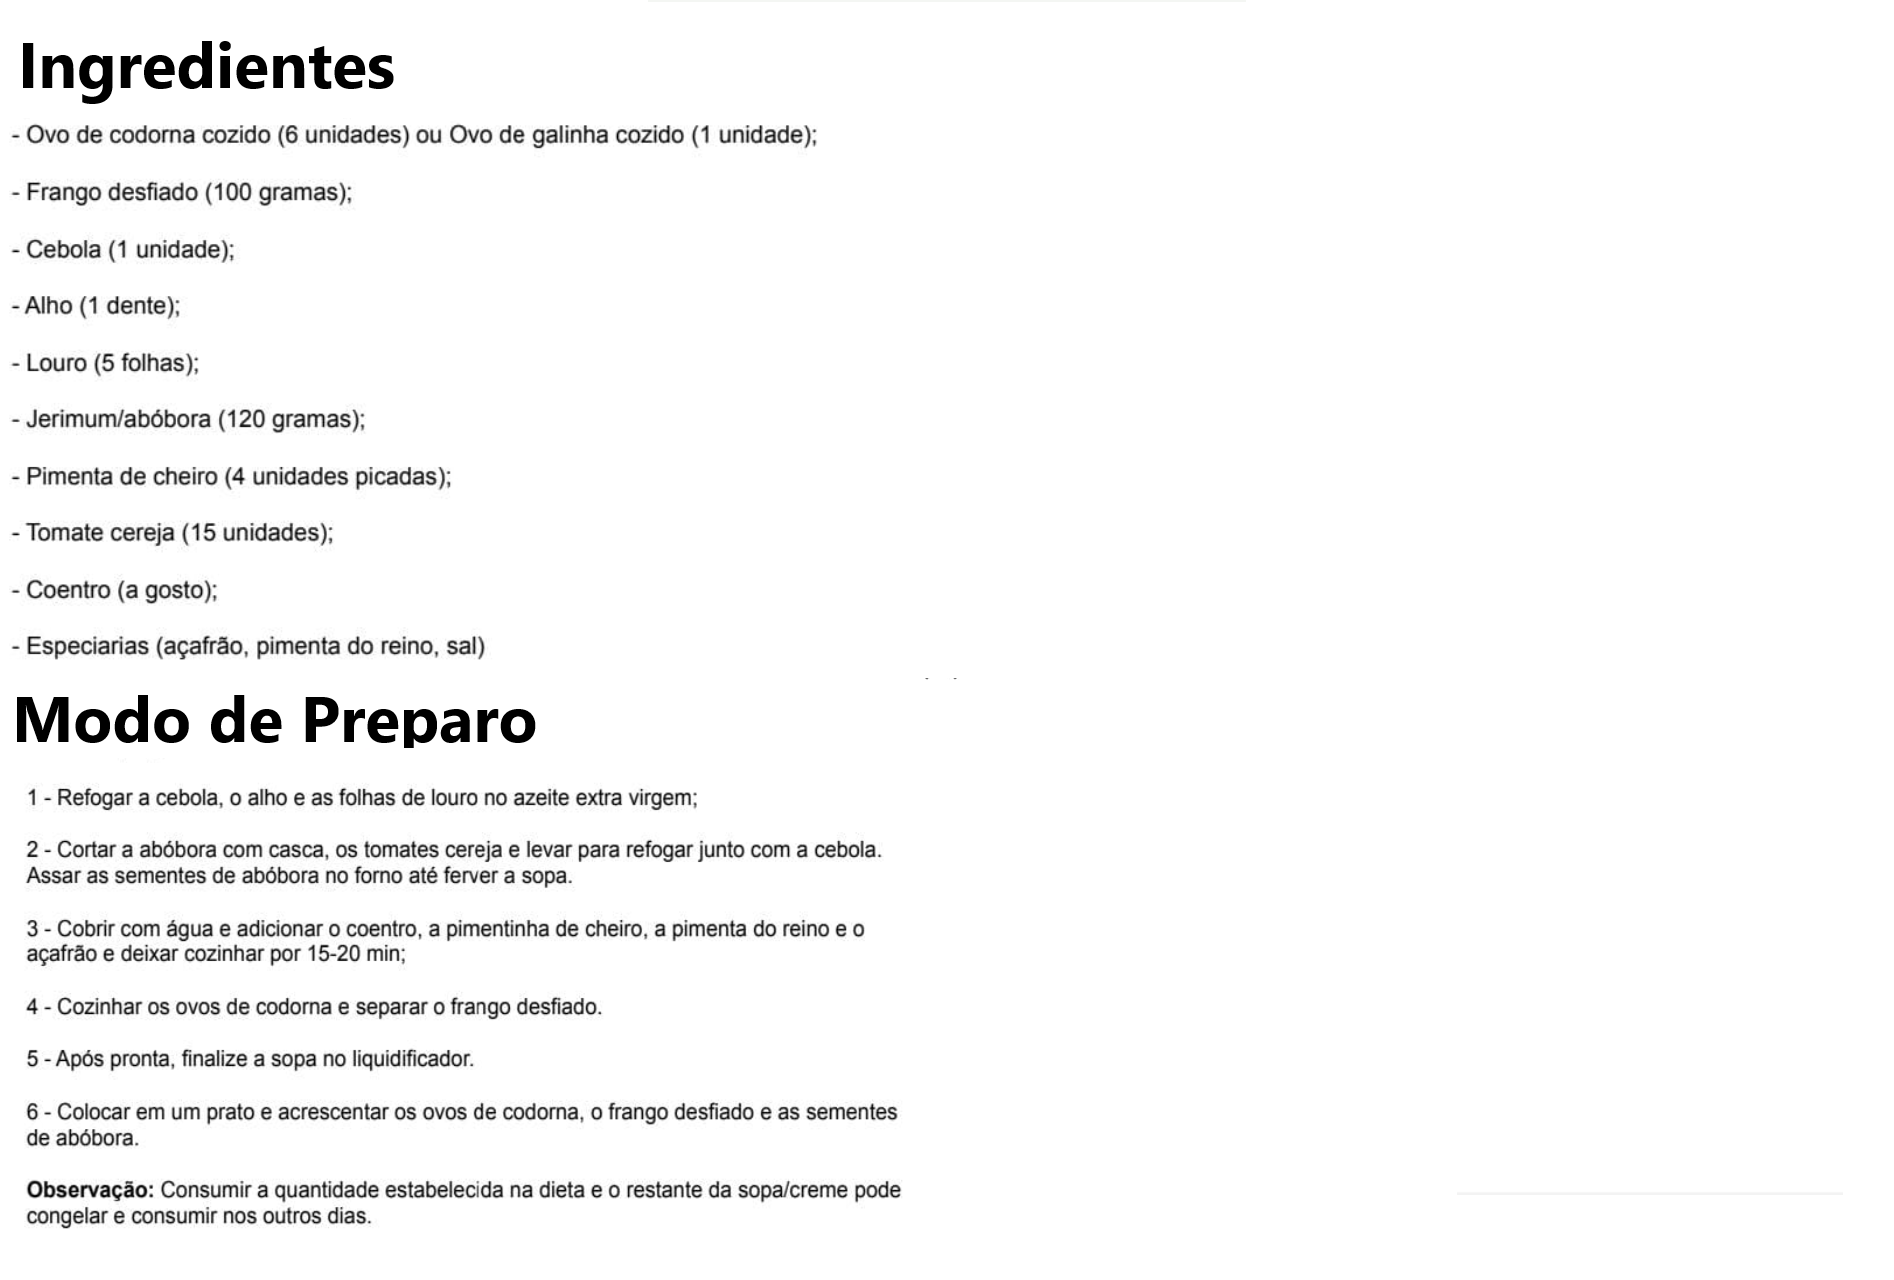 Ingredientes
- Ovo de codorna cozido (6 unidades) ou Ovo de galinha cozido (1 unidade);
- Frango desfiado (100 gramas);
- Cebola (1 unidade);
- Alho (1 dente);
- Louro (5 folhas);
- Jerimum/abóbora (120 gramas);
- Pimenta de cheiro (4 unidades picadas);
- Tomate cereja (15 unidades);
- Coentro (a gosto);
- Especiarias (açafrão, pimenta do reino, sal)
Modo de Preparo
1 - Refogar a cebola, o alho e as folhas de louro no azeite extra virgem;
2 - Cortar a abóbora com casca, os tomates cereja e levar para refogar junto com a cebola.
Assar as sementes de abóbora no forno até ferver a sopa.
3 - Cobrir com água e adicionar o coentro, a pimentinha de cheiro, a pimenta do reino e o
açafrão e deixar cozinhar por 15-20 min;
4 - Cozinhar os ovos de codorna e separar o frango desfiado.
5 - Após pronta, finalize a sopa no liquidificador.
6 - Colocar em um prato e acrescentar os ovos de codorna, o frango desfiado e as sementes
de abóbora.
Observação: Consumir a quantidade estabelecida na dieta e o restante da sopa/creme pode
congelar e consumir nos outros dias.